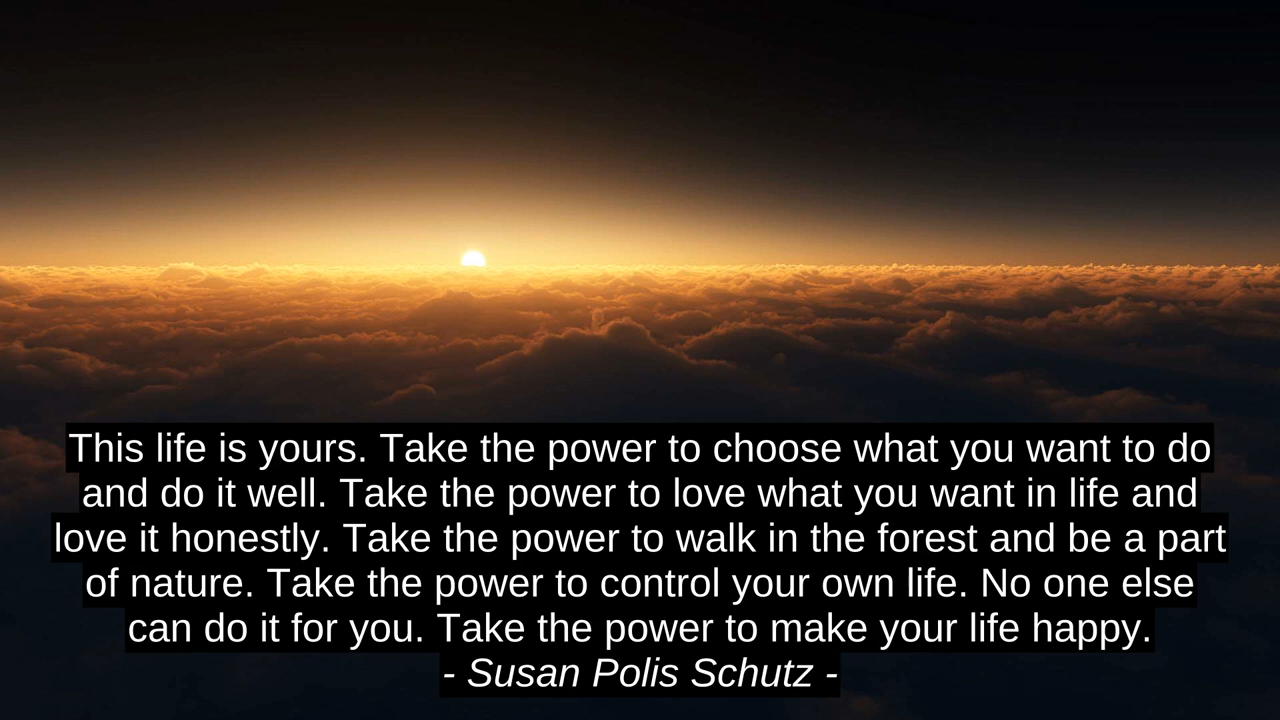 This life is yours. Take the power to choose what you want to do
and do it well. Take the power to love what you want in life and
love it honestly. Take the power to walk in the forest and be a part
of nature. Take the power to control your own life. No one else
can do it for you. Take the power to make your life happy.
- Susan Polis Schutz -